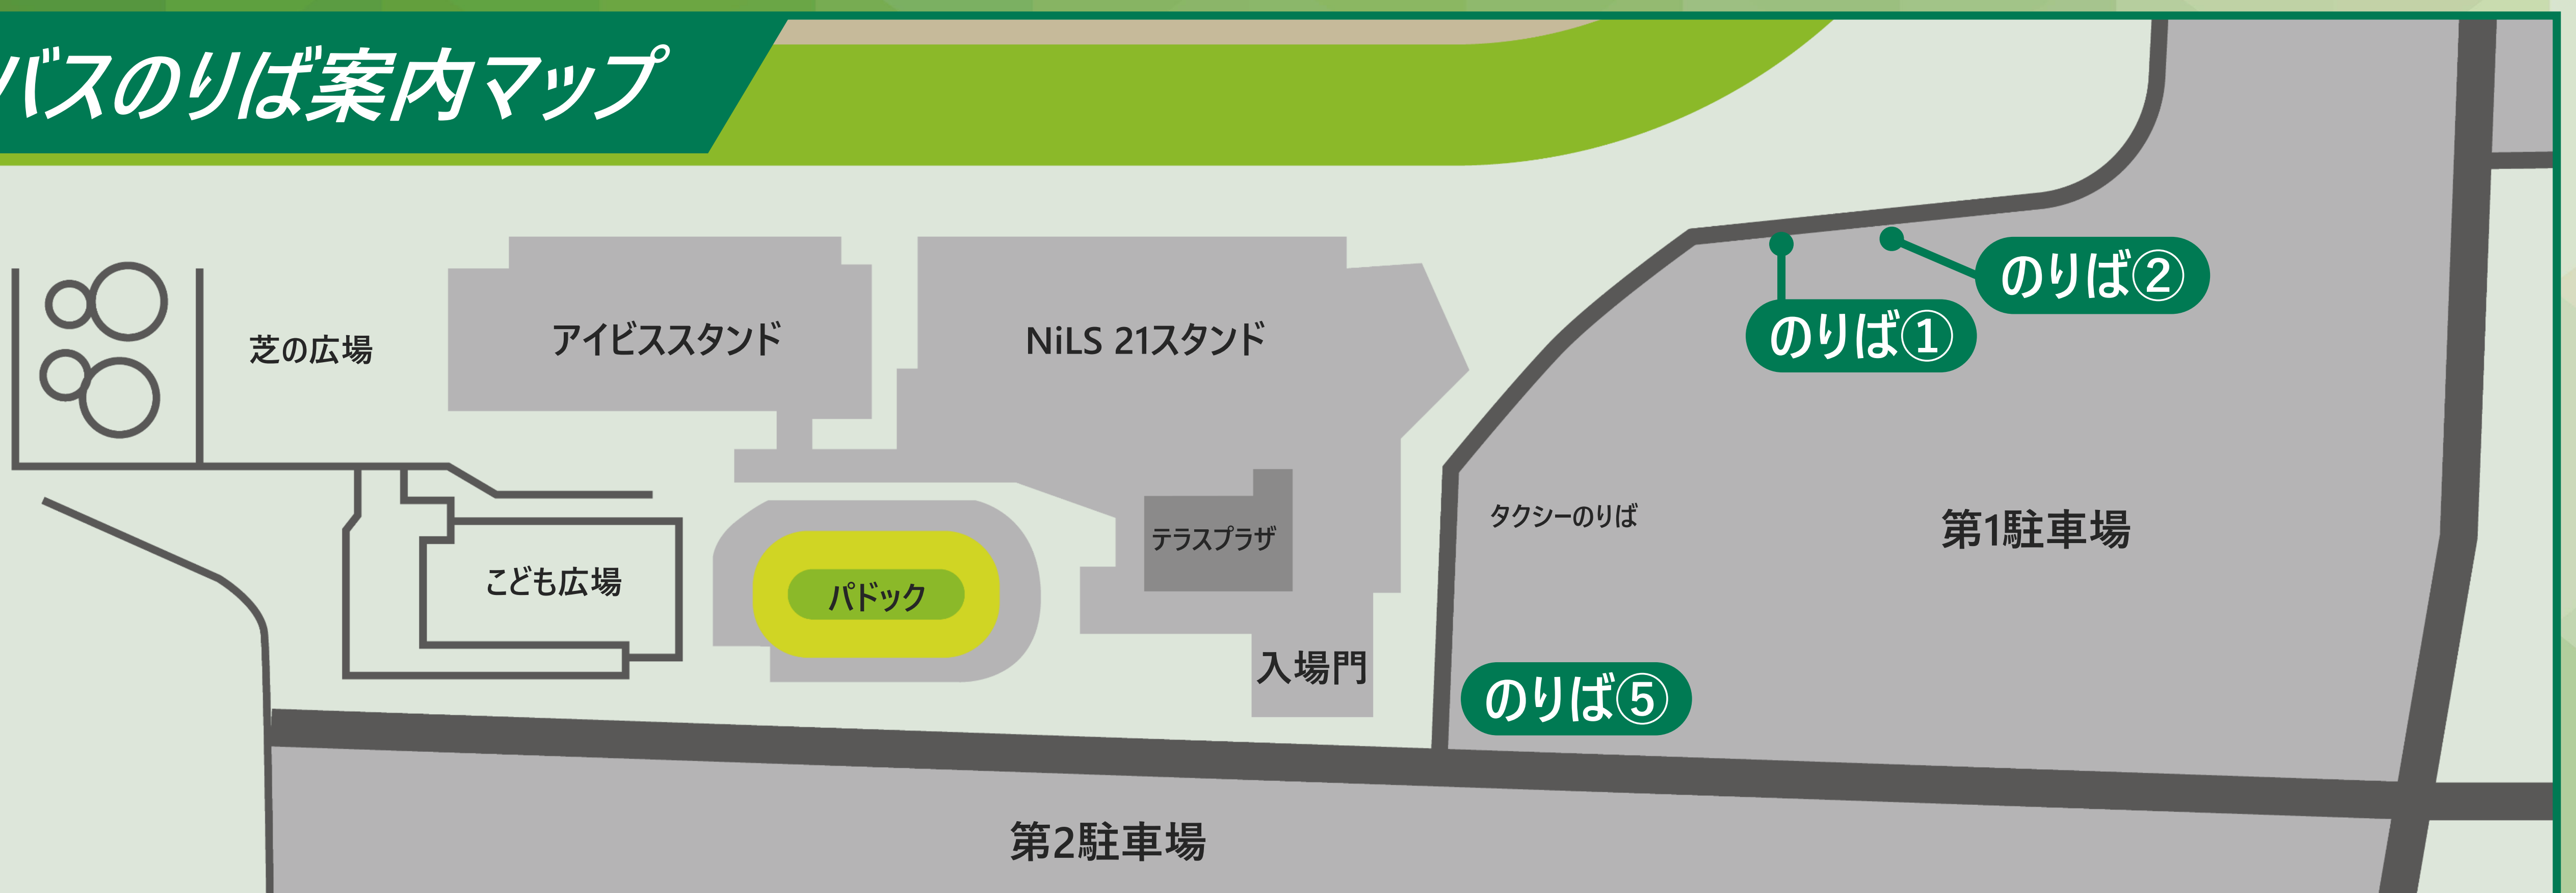 バスのりば案内マップ
のりば②
のりば①
芝の広場
アイビススタンド
NiLS 21スタンド
タクシーのりば
第1駐車場
テラスプラザ
こども広場
パドック
入場門
のりば⑤
第2駐車場